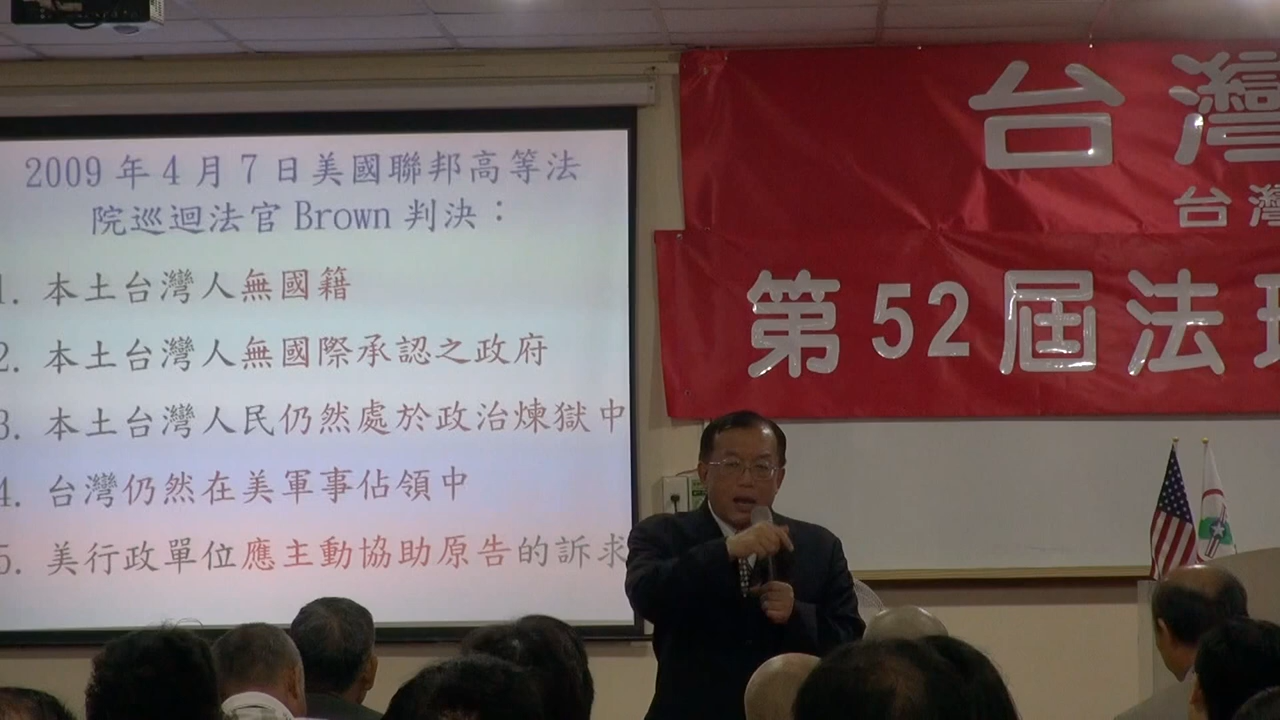 2009 年 4 月 7 日美國聯邦高等法
院巡迴法官 Brown 判決：
1. 本土台灣人無國籍
2. 本土台灣人無國際承認之政府
3. 本土台灣人民仍然處於政治煉獄中
4. 台灣仍然在美軍事佔領中
5. 美行政單位應主動協助原告的訴求
台灣
台灣
第52屆法